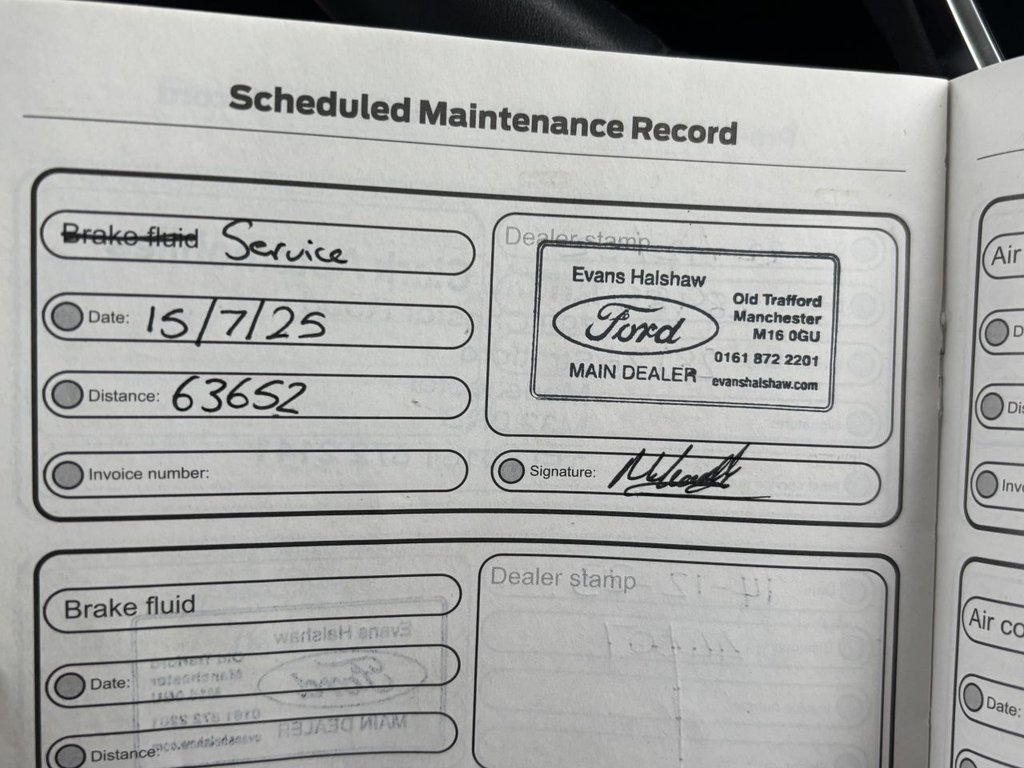 Scheduled Maintenance Record
Brake fluid Service
Date: 15/7/25
Distance: 63652
Invoice number:
Dealer stamp
Evans Halshaw
Ford
MAIN DEALER
Old Trafford
Manchester
M16 0GU
0161 872 2201
evanshalshaw.com
Signature:
Brake fluid
Date:
Distance:
Dealer stamp
Air
Air co
Date: